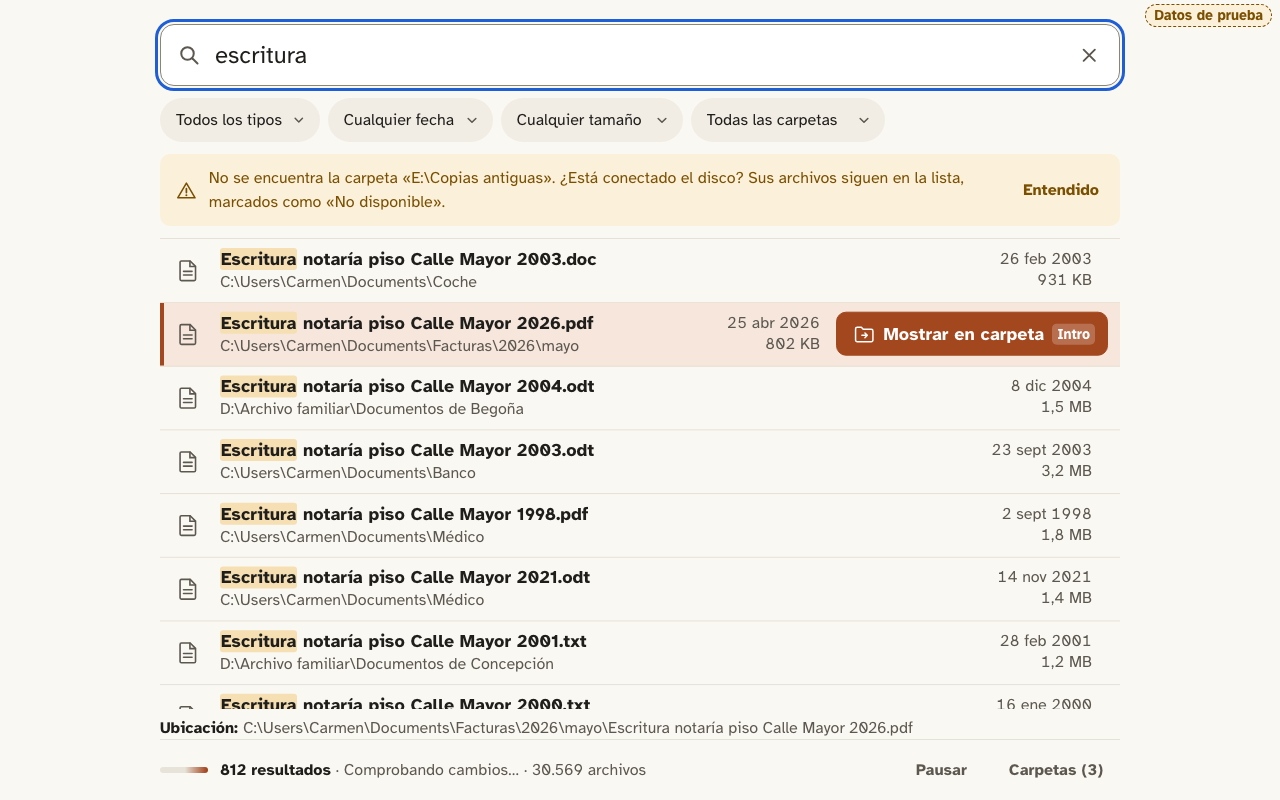 Datos de prueba
escritura
Todos los tipos
Cualquier fecha
Cualquier tamaño
Todas las carpetas
No se encuentra la carpeta «E:\Copias antiguas». ¿Está conectado el disco? Sus archivos siguen en la lista,
marcados como «No disponible».
Entendido
Escritura notaría piso Calle Mayor 2003.doc
26 feb 2003
C:\Users\Carmen\Documents\Coche
931 KB
Escritura notaría piso Calle Mayor 2026.pdf
25 abr 2026
C:\Users\Carmen\Documents\Facturas\2026\mayo
802 KB
Mostrar en carpeta Intro
Escritura notaría piso Calle Mayor 2004.odt
8 dic 2004
D:\Archivo familiar\Documentos de Begoña
1,5 MB
Escritura notaría piso Calle Mayor 2003.odt
23 sept 2003
C:\Users\Carmen\Documents\Banco
3,2 MB
Escritura notaría piso Calle Mayor 1998.pdf
2 sept 1998
C:\Users\Carmen\Documents\Médico
1,8 MB
Escritura notaría piso Calle Mayor 2021.odt
14 nov 2021
C:\Users\Carmen\Documents\Médico
1,4 MB
Escritura notaría piso Calle Mayor 2001.txt
28 feb 2001
D:\Archivo familiar\Documentos de Concepción
1,2 MB
Escritura notaría piso Calle Mayor 2000.txt
16 ene 2000
Ubicación: C:\Users\Carmen\Documents\Facturas\2026\mayo\Escritura notaría piso Calle Mayor 2026.pdf
812 resultados · Comprobando cambios… · 30.569 archivos
Pausar
Carpetas (3)